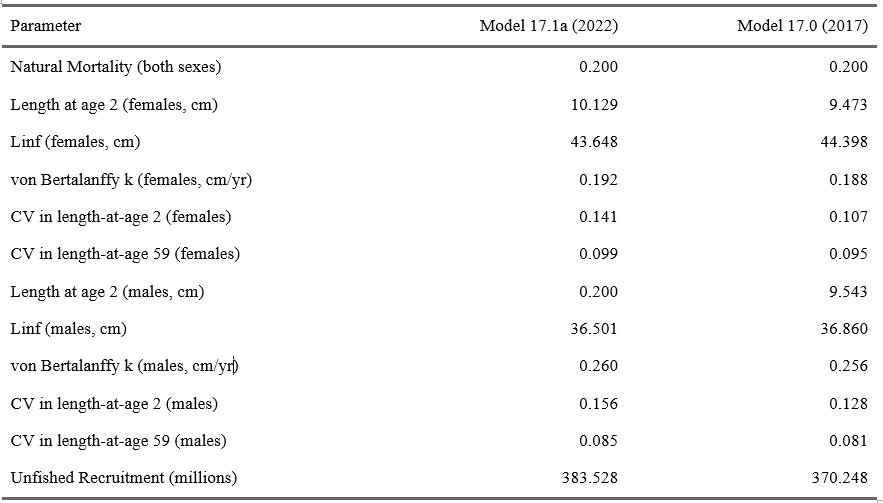 Parameter Model 17.1a (2022) Model 17.0 (2017)
Natural Mortality (both sexes) 0.200 0.200
Length at age 2 (females, cm) 10.129 9.473
Linf (females, cm) 43.648 44.398
von Bertalanffy k (females, cm/yr) 0.192 0.188
CV in length-at-age 2 (females) 0.141 0.107
CV in length-at-age 59 (females) 0.099 0.095
Length at age 2 (males, cm) 0.200 9.543
Linf (males, cm) 36.501 36.860
von Bertalanffy k (males, cm/yr) 0.260 0.256
CV in length-at-age 2 (males) 0.156 0.128
CV in length-at-age 59 (males) 0.085 0.081
Unfished Recruitment (millions) 383.528 370.248